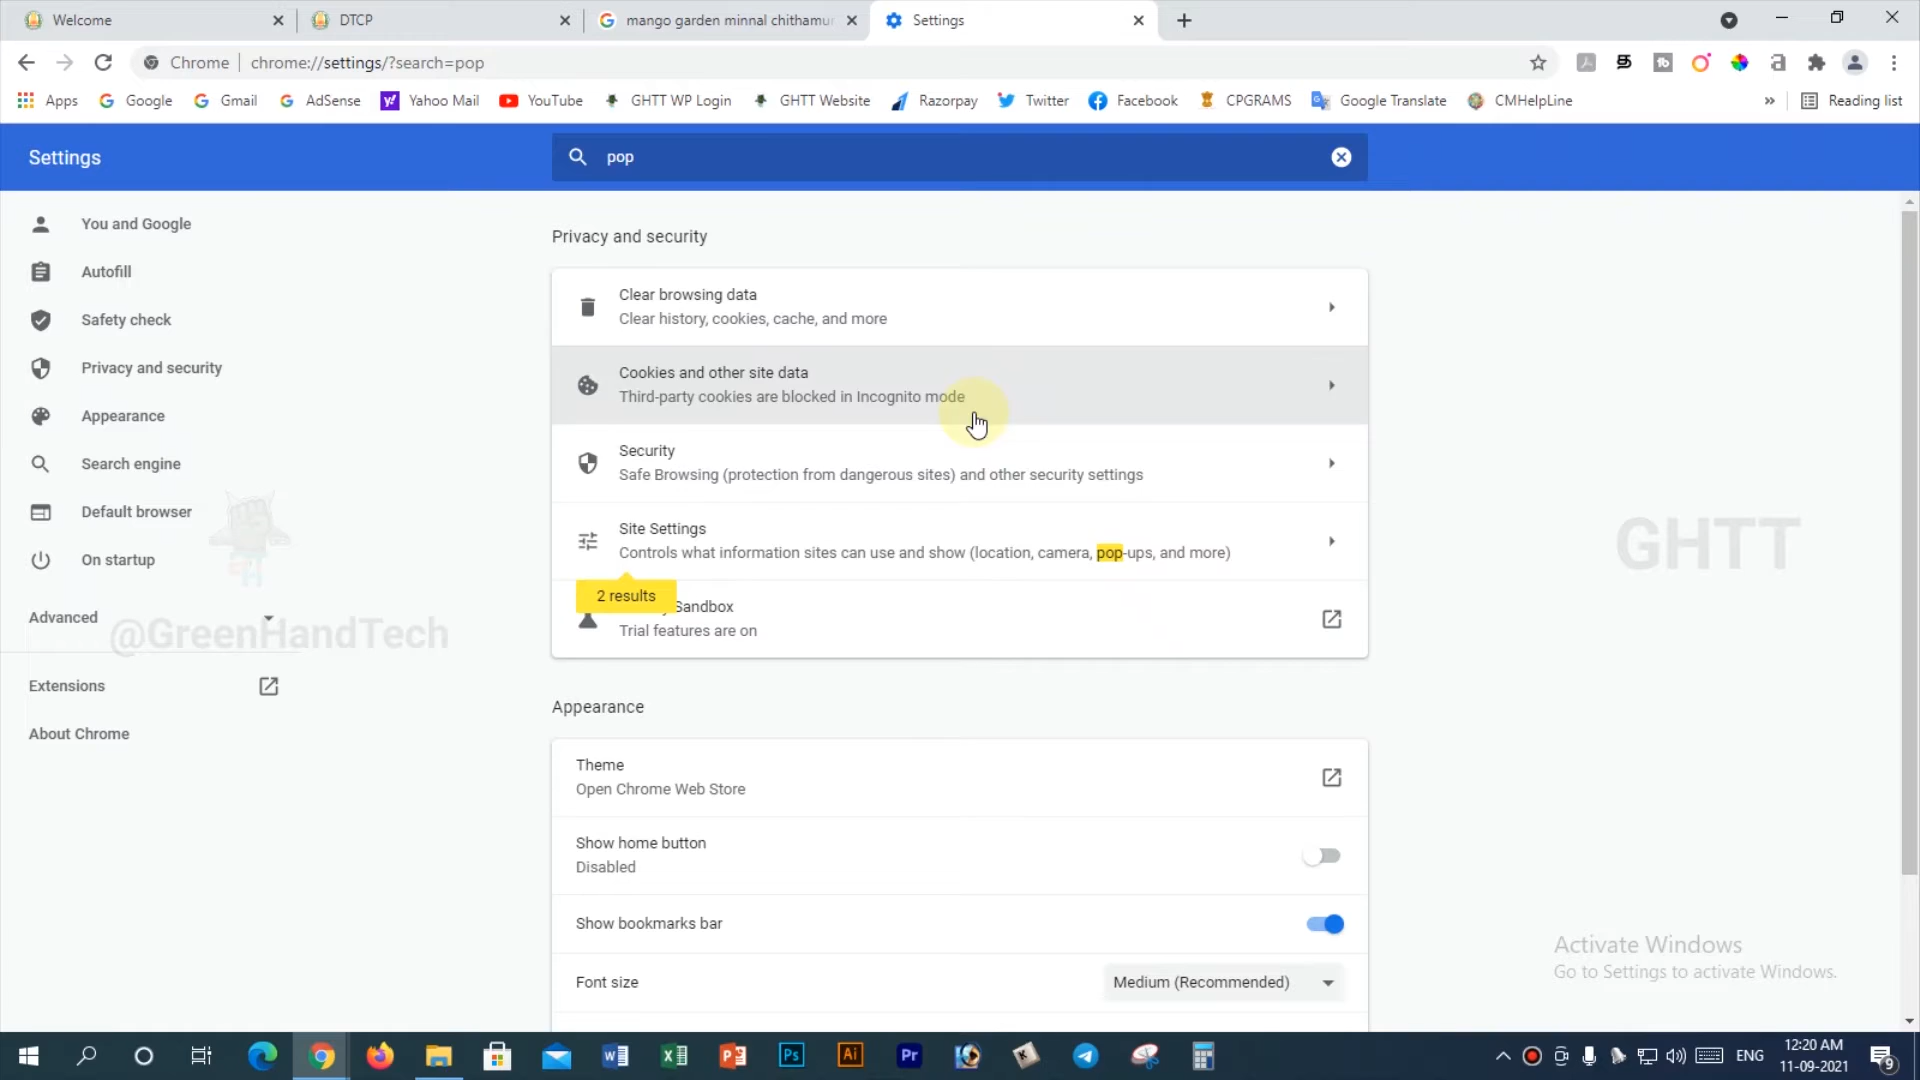 Welcome
DTCP
mango garden minnal chithamur
Settings
Chrome
chrome://settings/?search=pop
Apps
Google
Gmail
AdSense
Yahoo Mail
YouTube
GHTT WP Login
GHTT Website
Razorpay
Twitter
Facebook
CPGRAMS
Google Translate
CMHelpLine
»
Reading list
Settings
pop
You and Google
Autofill
Safety check
Privacy and security
Appearance
Search engine
Default browser
On startup
Advanced
@GreenHandTech
Extensions
About Chrome
Privacy and security
Clear browsing data
Clear history, cookies, cache, and more
Cookies and other site data
Third-party cookies are blocked in Incognito mode
Security
Safe Browsing (protection from dangerous sites) and other security settings
Site Settings
Controls what information sites can use and show (location, camera, pop-ups, and more)
2 results
Sandbox
Trial features are on
GHTT
Appearance
Theme
Open Chrome Web Store
Show home button
Disabled
Show bookmarks bar
Font size
Medium (Recommended)
Activate Windows
Go to Settings to activate Windows.
ENG
12:20 AM
11-09-2021
9